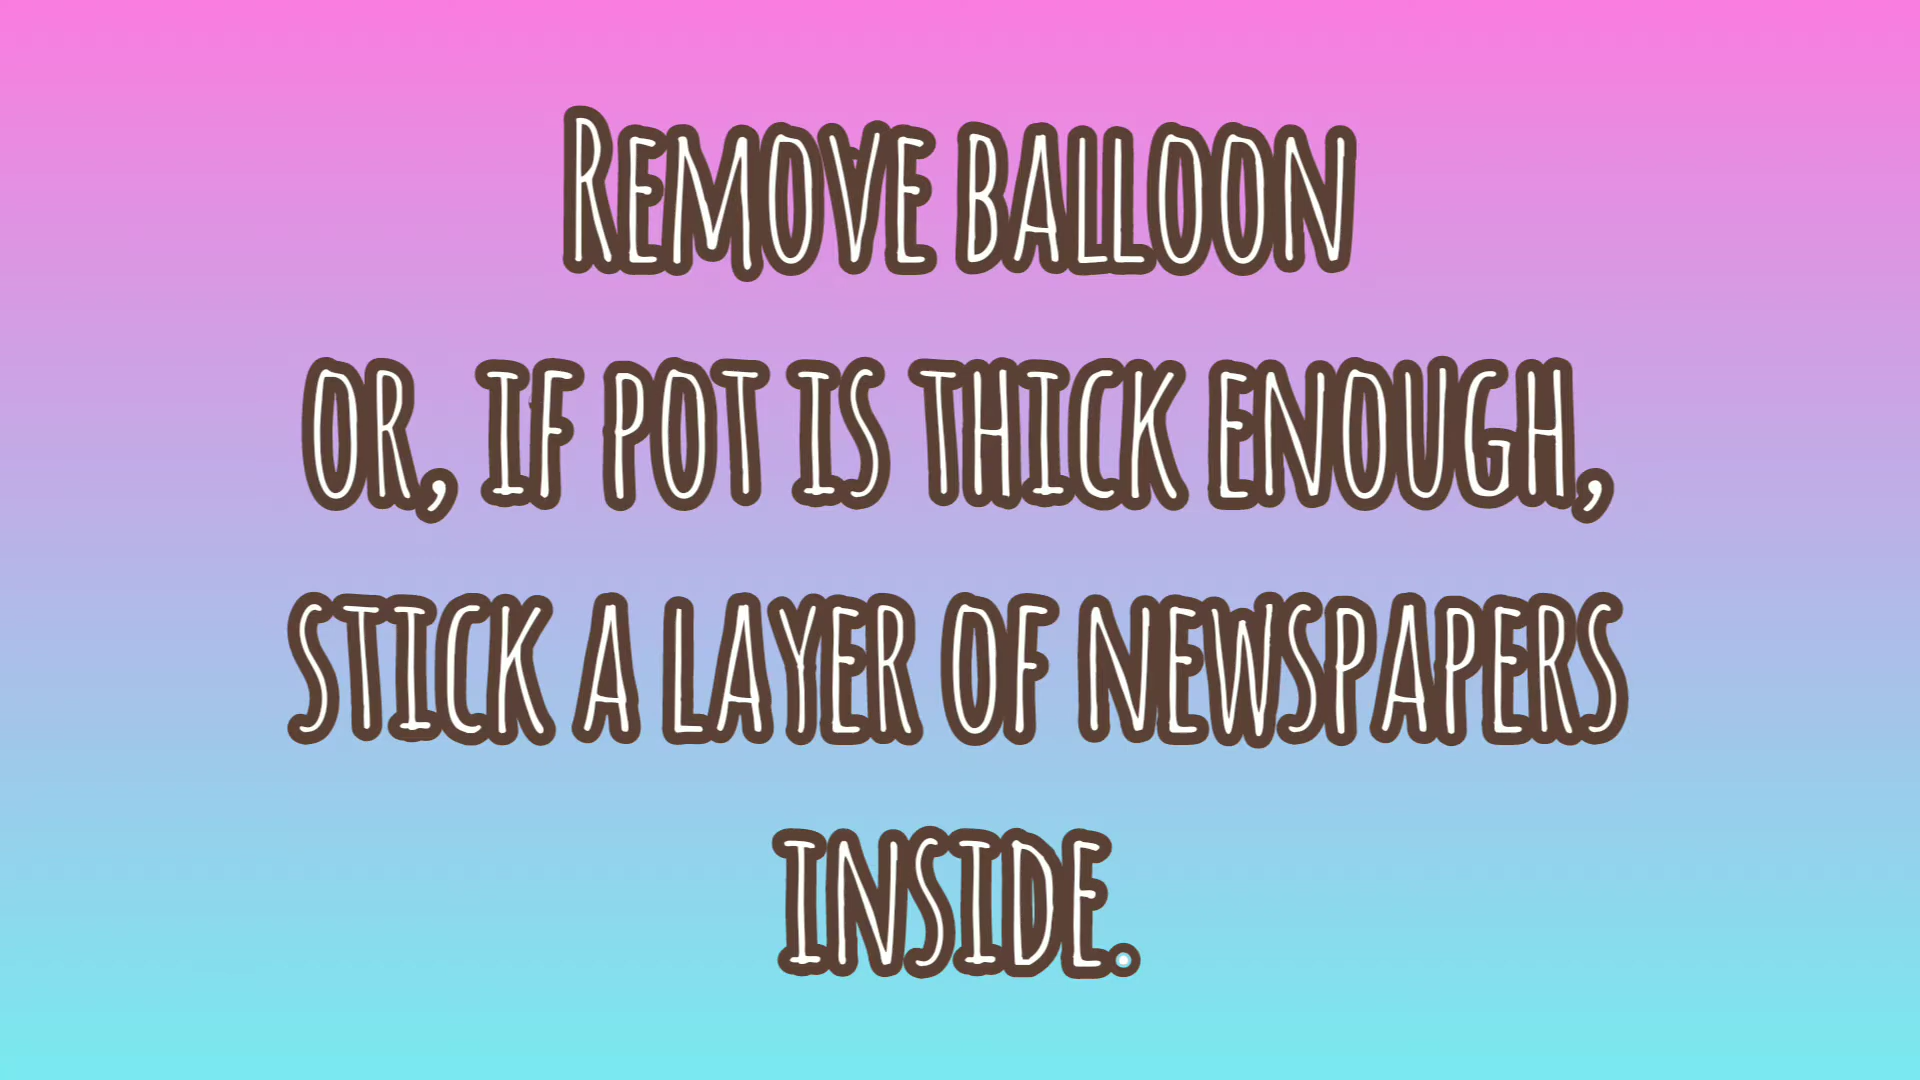 Remove balloon
or, if pot is thick enough,
stick a layer of newspapers
inside.